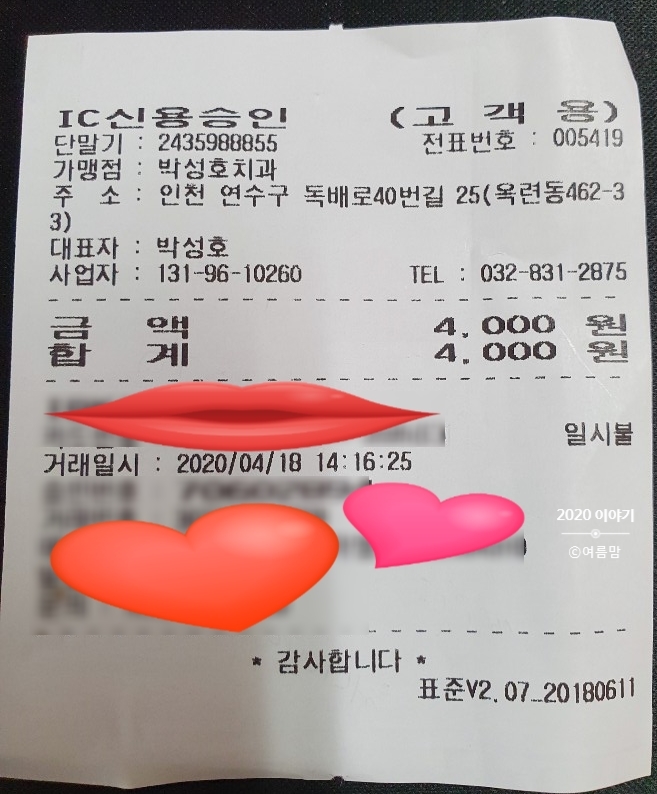 IC신용승인 (고 객 용)
단말기 : 2435988855 전표번호 : 005419
가맹점 : 박성호치과
주 소 : 인천 연수구 독배로40번길 25(옥련동462-3
3)
대표자 : 박성호
사업자 : 131-96-10260 TEL : 032-831-2875
금 액 4,000 원
합 계 4,000 원
일시불
거래일시 : 2020/04/18 14:16:25
2020 이야기
©여름맘
* 감사합니다 *
표준V2.07_20180611